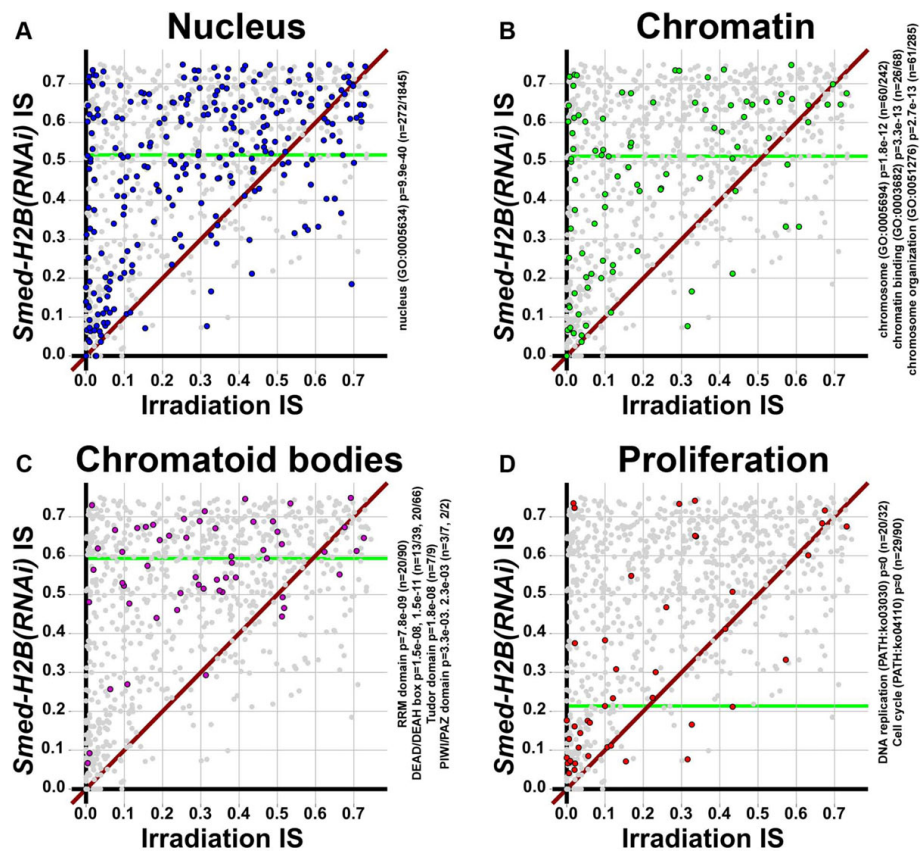 A
Nucleus
Smed-H2B(RNAi) IS
0.7
0.6
0.5
0.4
0.3
0.2
0.1
0.0
0.0 0.1 0.2 0.3 0.4 0.5 0.6 0.7
Irradiation IS
nucleus (GO:0005634) p=9.9e-40 (n=272/1845)
B
Chromatin
Smed-H2B(RNAi) IS
0.7
0.6
0.5
0.4
0.3
0.2
0.1
0.0
0.0 0.1 0.2 0.3 0.4 0.5 0.6 0.7
Irradiation IS
chromosome (GO:0005694) p=1.8e-12 (n=60/242)
chromatin binding (GO:0003682) p=3.3e-13 (n=26/68)
chromosome organization (GO:0051276) p=2.7e-13 (n=61/285)
C
Chromatoid bodies
Smed-H2B(RNAi) IS
0.7
0.6
0.5
0.4
0.3
0.2
0.1
0.0
0.0 0.1 0.2 0.3 0.4 0.5 0.6 0.7
Irradiation IS
RRM domain p=7.8e-09 (n=20/90)
DEAD/DEAH box p=1.5e-08, 1.5e-11 (n=13/39, 20/66)
Tudor domain p=1.8e-08 (n=7/9)
PIWI/PAZ domain p=3.3e-03. 2.3e-03 (n=3/7, 2/2)
D
Proliferation
Smed-H2B(RNAi) IS
0.7
0.6
0.5
0.4
0.3
0.2
0.1
0.0
0.0 0.1 0.2 0.3 0.4 0.5 0.6 0.7
Irradiation IS
DNA replication (PATH:ko03030) p=0 (n=20/32)
Cell cycle (PATH:ko04110) p=0 (n=29/90)